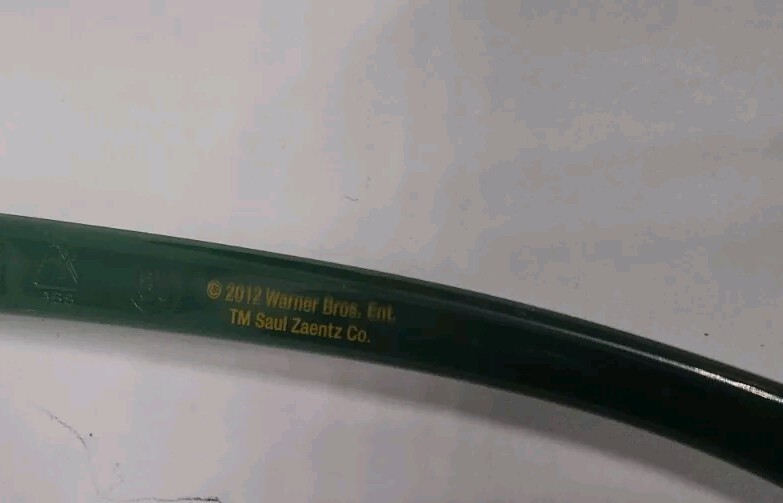 © 2012 Warner Bros. Ent.
TM Saul Zaentz Co.